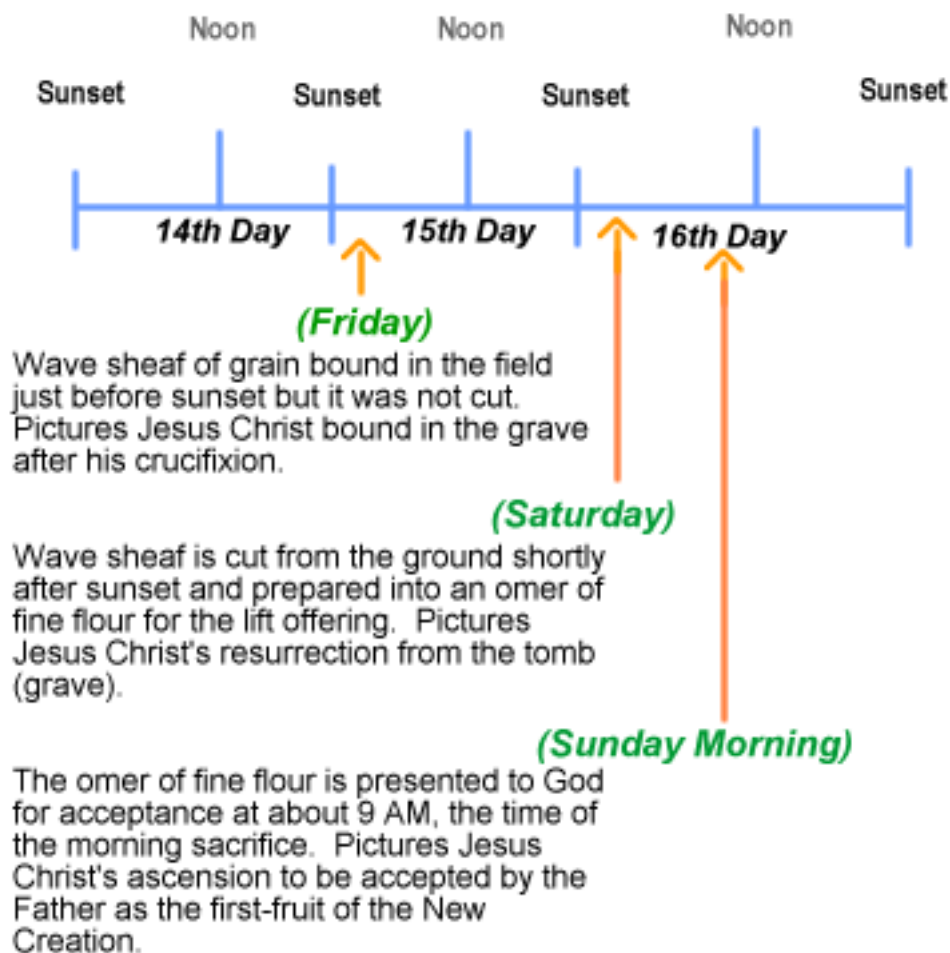 Noon Noon Noon
Sunset Sunset Sunset Sunset
14th Day 15th Day 16th Day
(Friday)
Wave sheaf of grain bound in the field
just before sunset but it was not cut.
Pictures Jesus Christ bound in the grave
after his crucifixion.
(Saturday)
Wave sheaf is cut from the ground shortly
after sunset and prepared into an omer of
fine flour for the lift offering. Pictures
Jesus Christ's resurrection from the tomb
(grave).
(Sunday Morning)
The omer of fine flour is presented to God
for acceptance at about 9 AM, the time of
the morning sacrifice. Pictures Jesus
Christ's ascension to be accepted by the
Father as the first-fruit of the New
Creation.